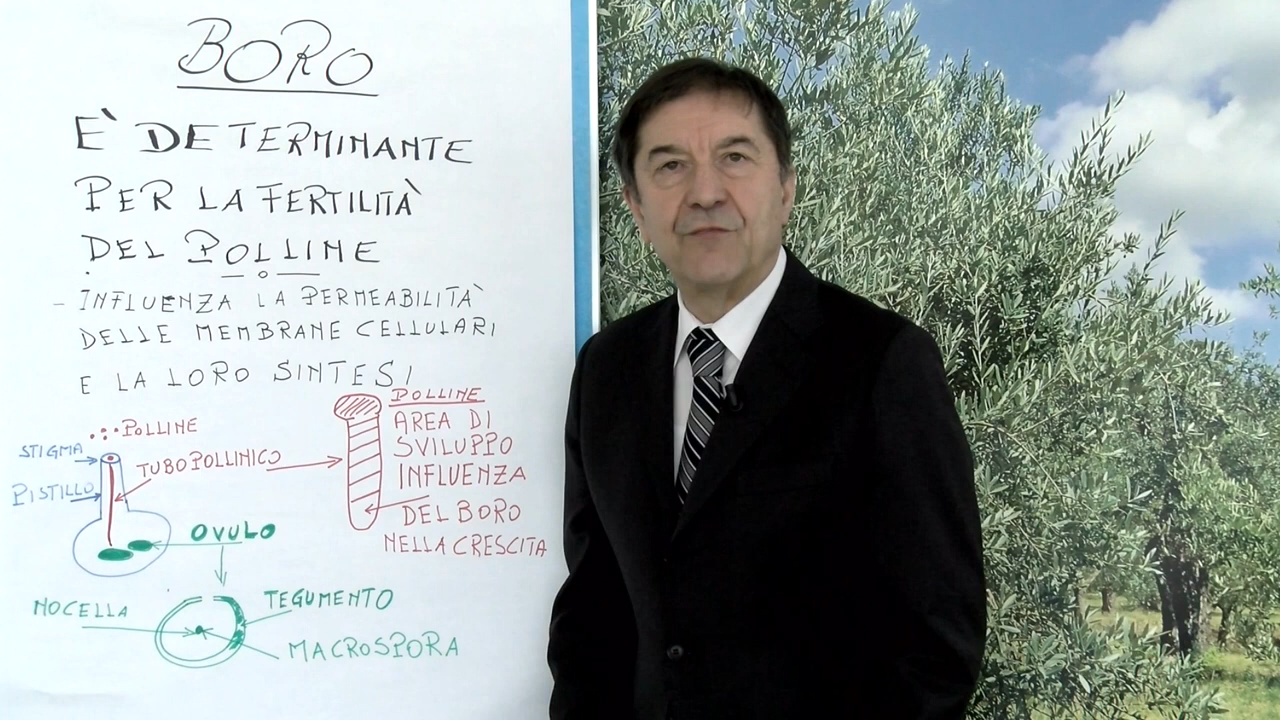 BORO
E' DETERMINANTE
PER LA FERTILITÀ
DEL POLLINE
- INFLUENZA LA PERMEABILITÀ
DELLE MEMBRANE CELLULARI
E LA LORO SINTESI
POLLINE
STIGMA
PISTILLO
TUBO POLLINICO
POLLINE
AREA DI
SVILUPPO
INFLUENZA
DEL BORO
NELLA CRESCITA
OVULO
NOCELLA
TEGUMENTO
MACROSPORA